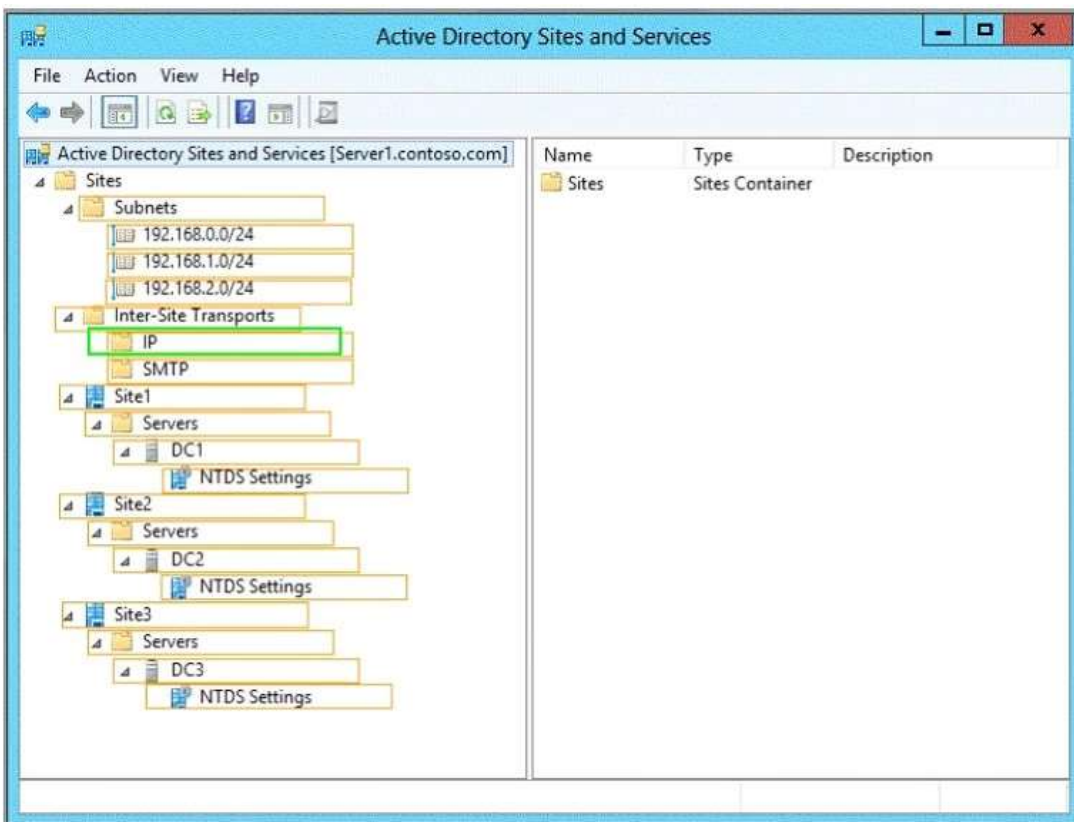 Active Directory Sites and Services
File Action View Help
Active Directory Sites and Services [Server1.contoso.com]
Name Type Description
Sites
Sites Sites Container
Subnets
192.168.0.0/24
192.168.1.0/24
192.168.2.0/24
Inter-Site Transports
IP
SMTP
Site1
Servers
DC1
NTDS Settings
Site2
Servers
DC2
NTDS Settings
Site3
Servers
DC3
NTDS Settings